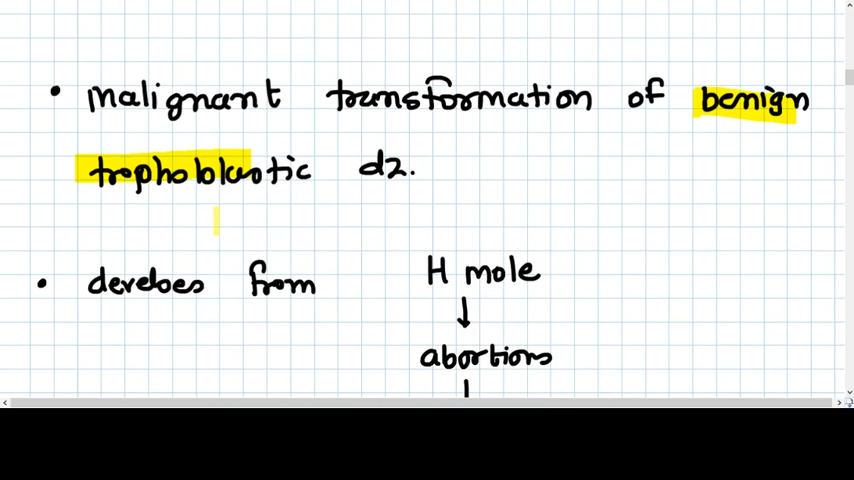 • malignant transformation of benign
trophoblastic dz.
• develoes from H mole
↓
abortions